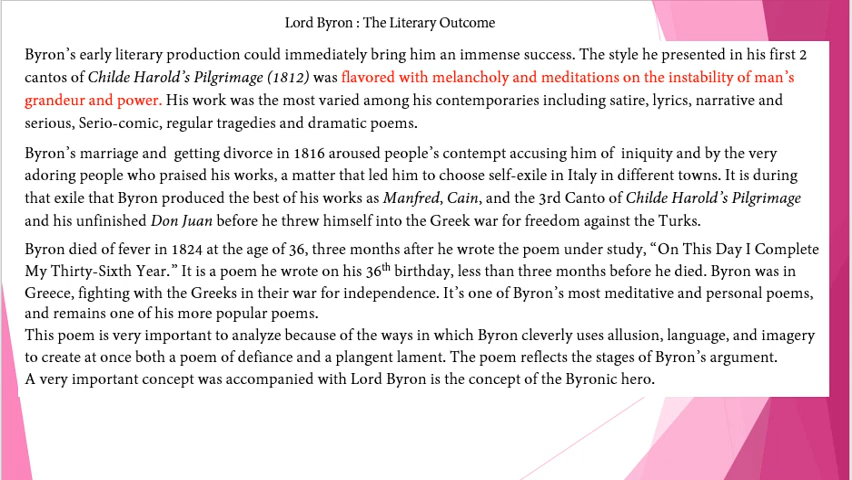 Lord Byron : The Literary Outcome
Byron's early literary production could immediately bring him an immense success. The style he presented in his first 2
cantos of Childe Harold's Pilgrimage (1812) was flavored with melancholy and meditations on the instability of man's
grandeur and power. His work was the most varied among his contemporaries including satire, lyrics, narrative and
serious, Serio-comic, regular tragedies and dramatic poems.
Byron's marriage and getting divorce in 1816 aroused people's contempt accusing him of iniquity and by the very
adoring people who praised his works, a matter that led him to choose self-exile in Italy in different towns. It is during
that exile that Byron produced the best of his works as Manfred, Cain, and the 3rd Canto of Childe Harold's Pilgrimage
and his unfinished Don Juan before he threw himself into the Greek war for freedom against the Turks.
Byron died of fever in 1824 at the age of 36, three months after he wrote the poem under study, "On This Day I Complete
My Thirty-Sixth Year." It is a poem he wrote on his 36th birthday, less than three months before he died. Byron was in
Greece, fighting with the Greeks in their war for independence. It's one of Byron's most meditative and personal poems,
and remains one of his more popular poems.
This poem is very important to analyze because of the ways in which Byron cleverly uses allusion, language, and imagery
to create at once both a poem of defiance and a plangent lament. The poem reflects the stages of Byron's argument.
A very important concept was accompanied with Lord Byron is the concept of the Byronic hero.